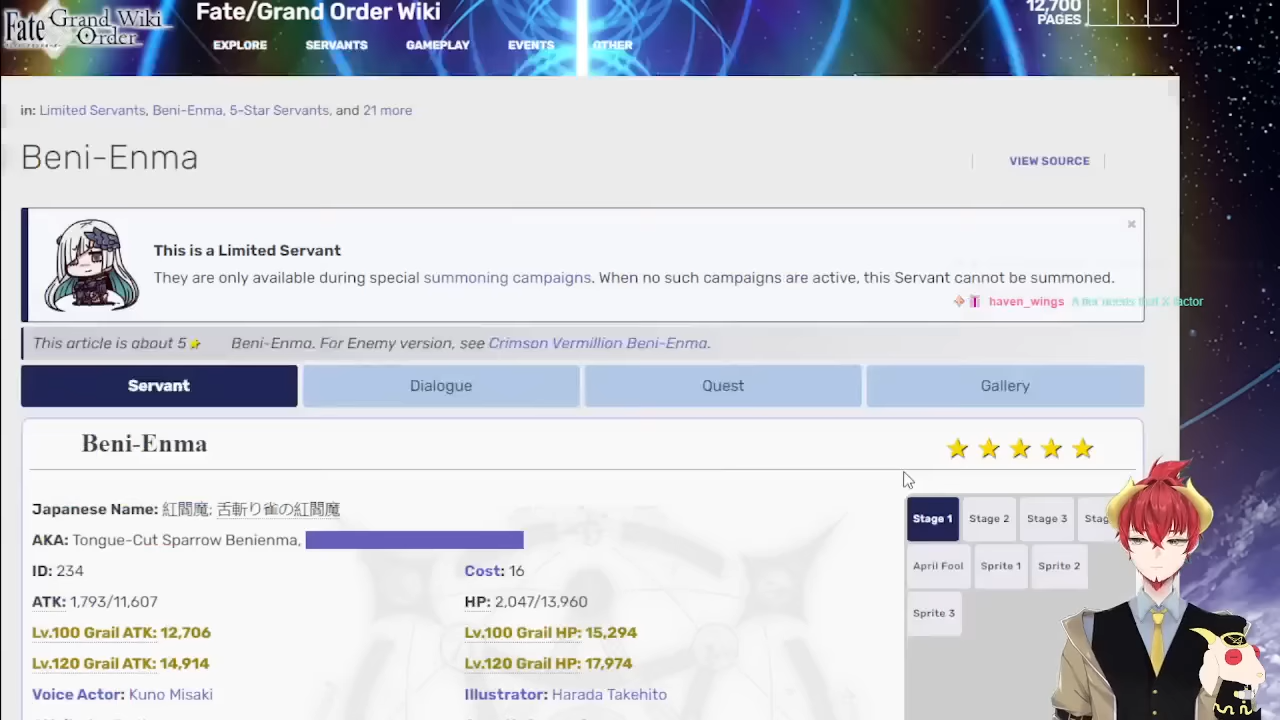 Fate Grand Wiki
Order
Fate/Grand Order Wiki
12,700
PAGES
EXPLORE SERVANTS GAMEPLAY EVENTS OTHER
in: Limited Servants, Beni-Enma, 5-Star Servants, and 21 more
Beni-Enma
VIEW SOURCE
This is a Limited Servant
They are only available during special summoning campaigns. When no such campaigns are active, this Servant cannot be summoned.
haven_wings A
that X factor
This article is about 5★ Beni-Enma. For Enemy version, see Crimson Vermillion Beni-Enma.
Servant Dialogue Quest Gallery
Beni-Enma
Japanese Name: 紅閻魔; 舌斬り雀の紅閻魔
AKA: Tongue-Cut Sparrow Benienma,
ID: 234 Cost: 16
ATK: 1,793/11,607 HP: 2,047/13,960
Lv.100 Grail ATK: 12,706 Lv.100 Grail HP: 15,294
Lv.120 Grail ATK: 14,914 Lv.120 Grail HP: 17,974
Voice Actor: Kuno Misaki Illustrator: Harada Takehito
Stage 1 Stage 2 Stage 3 Stag
April Fool Sprite 1 Sprite 2
Sprite 3